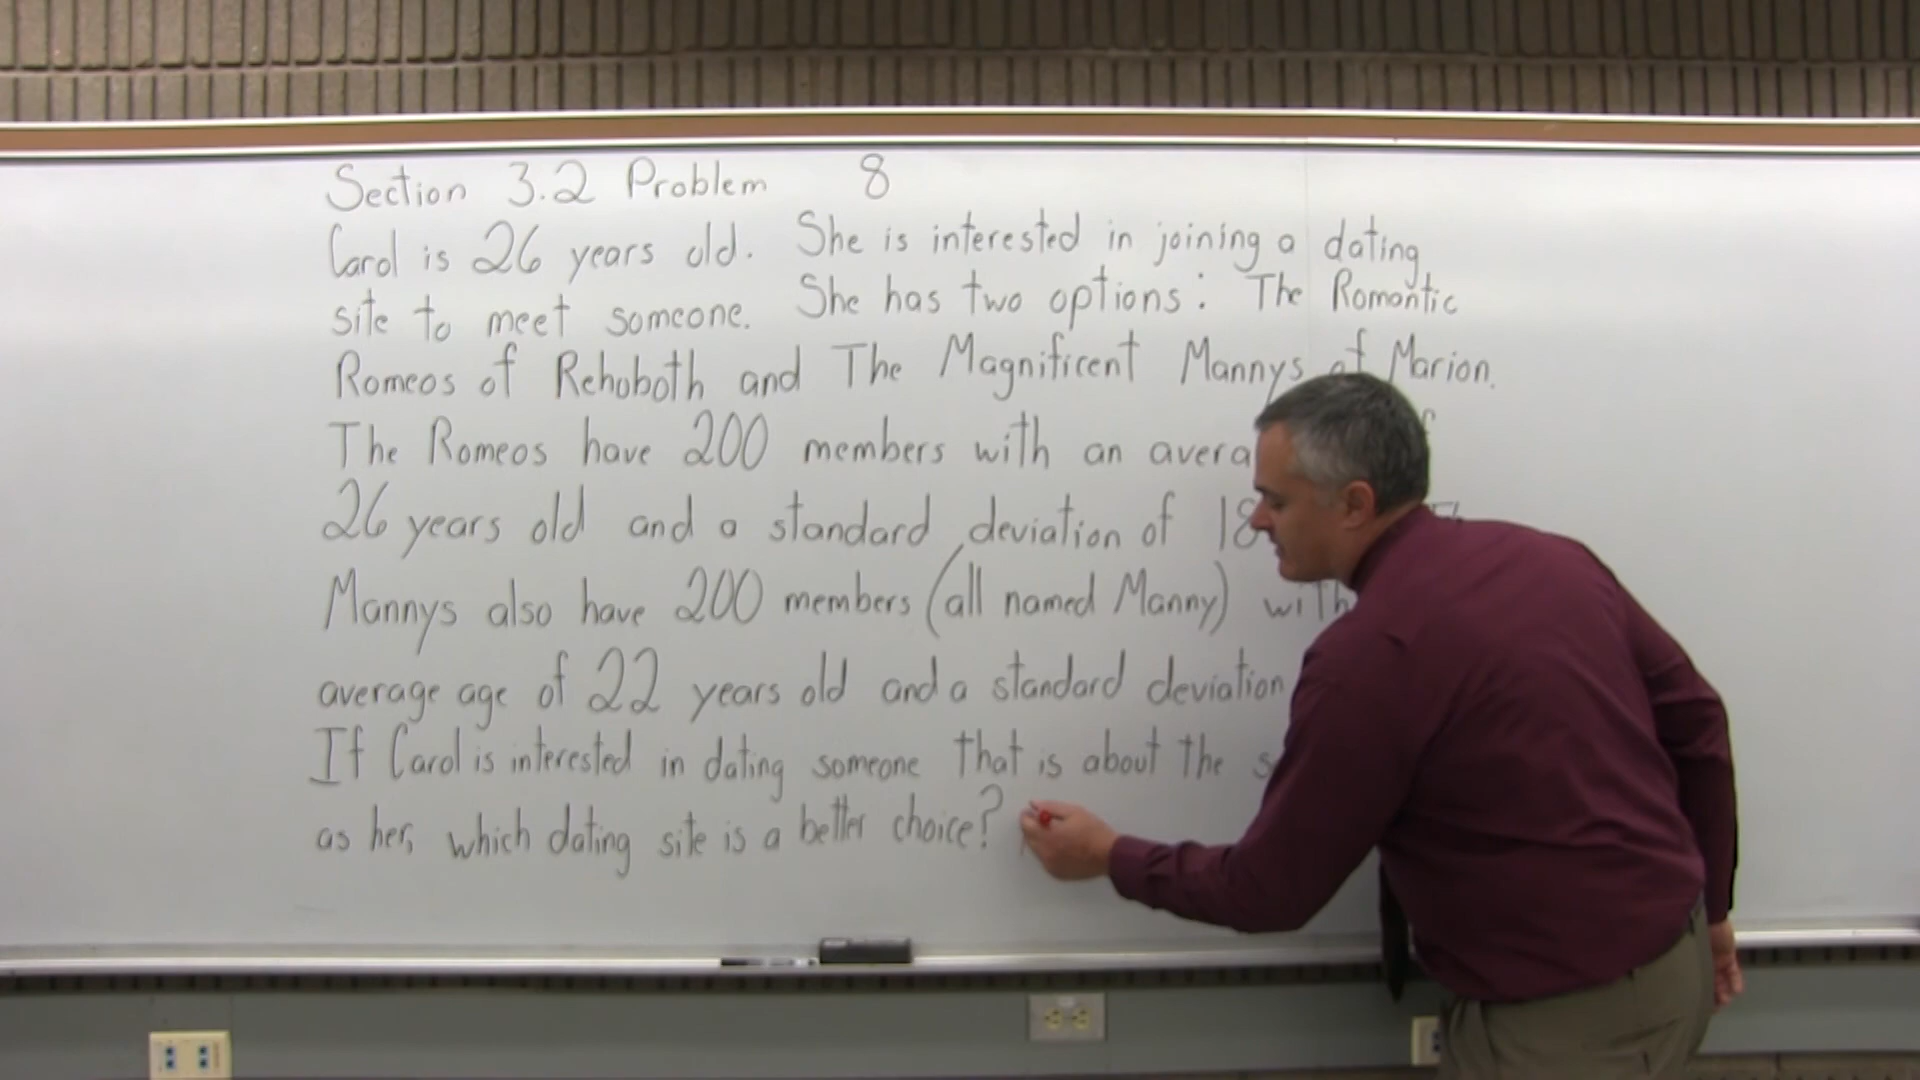 Section 3.2 Problem 8
Carol is 26 years old. She is interested in joining a dating
site to meet someone. She has two options: The Romantic
Romeos of Rehoboth and The Magnificent Mannys of Marion.
The Romeos have 200 members with an
26 years old and a standard deviation of 18
Mannys also have 200 members (all named Manny) with
average age of 22 years old and a standard deviation
If Carol is interested in dating someone that is about the
as her, which dating site is a better choice?